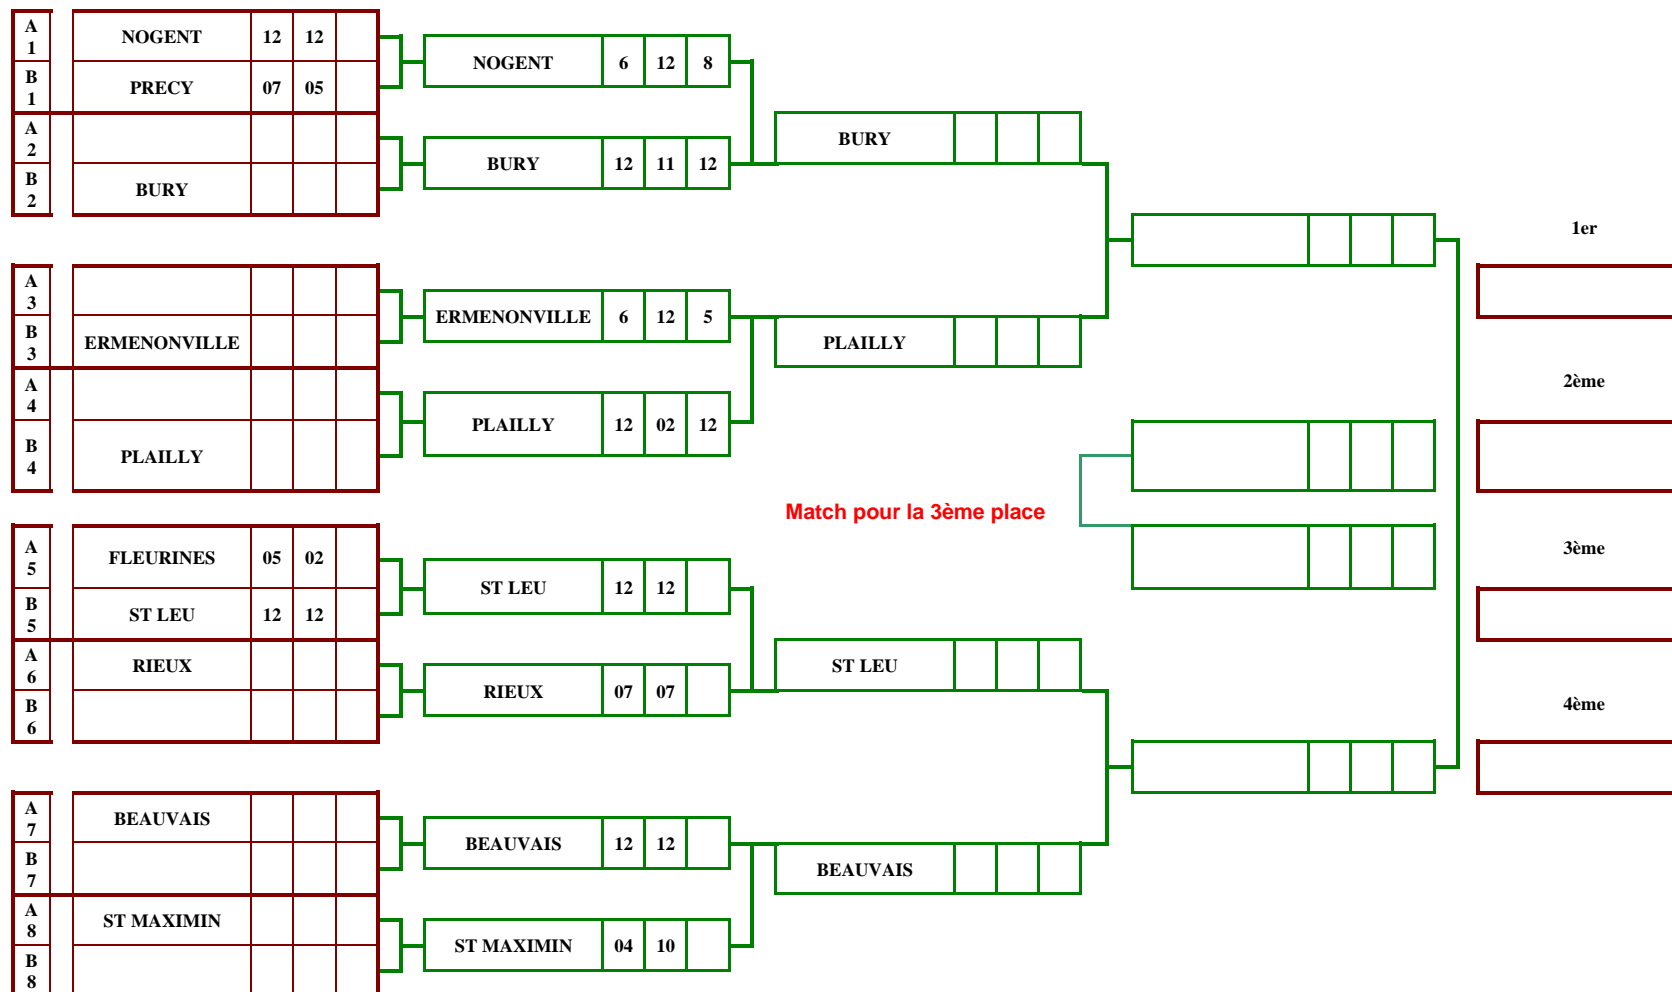 A 1 NOGENT 12 12
B 1 PRECY 07 05
NOGENT 6 12 8
A 2
B 2 BURY
BURY 12 11 12
BURY
A 3
B 3 ERMENONVILLE
ERMENONVILLE 6 12 5
A 4
B 4 PLAILLY
PLAILLY 12 02 12
PLAILLY
Match pour la 3ème place
A 5 FLEURINES 05 02
B 5 ST LEU 12 12
ST LEU 12 12
A 6 RIEUX
B 6
RIEUX 07 07
ST LEU
A 7 BEAUVAIS
B 7
BEAUVAIS 12 12
A 8 ST MAXIMIN
B 8
ST MAXIMIN 04 10
BEAUVAIS
1er
2ème
3ème
4ème